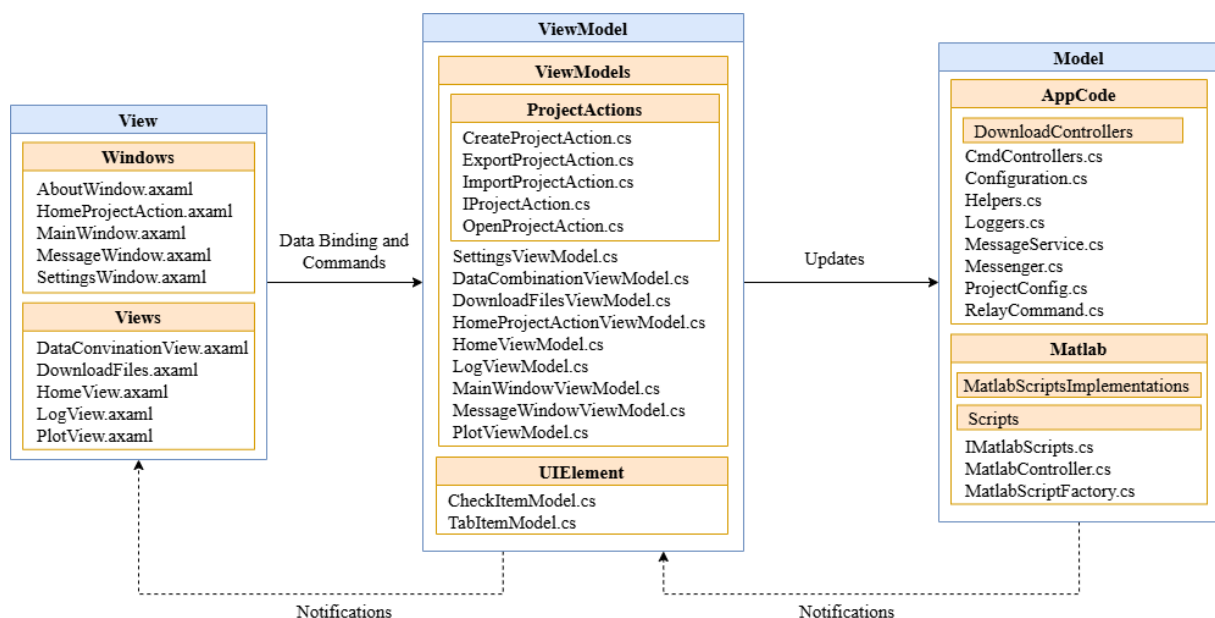 View
Windows
AboutWindow.axaml
HomeProjectAction.axaml
MainWindow.axaml
MessageWindow.axaml
SettingsWindow.axaml
Views
DataConvinationView.axaml
DownloadFiles.axaml
HomeView.axaml
LogView.axaml
PlotView.axaml
Data Binding and
Commands
ViewModel
ViewModels
ProjectActions
CreateProjectAction.cs
ExportProjectAction.cs
ImportProjectAction.cs
IProjectAction.cs
OpenProjectAction.cs
SettingsViewModel.cs
DataCombinationViewModel.cs
DownloadFilesViewModel.cs
HomeProjectActionViewModel.cs
HomeViewModel.cs
LogViewModel.cs
MainWindowViewModel.cs
MessageWindowViewModel.cs
PlotViewModel.cs
UIElement
CheckItemModel.cs
TabItemModel.cs
Updates
Model
AppCode
DownloadControllers
CmdControllers.cs
Configuration.cs
Helpers.cs
Loggers.cs
MessageService.cs
Messenger.cs
ProjectConfig.cs
RelayCommand.cs
Matlab
MatlabScriptsImplementations
Scripts
IMatlabScripts.cs
MatlabController.cs
MatlabScriptFactory.cs
Notifications
Notifications